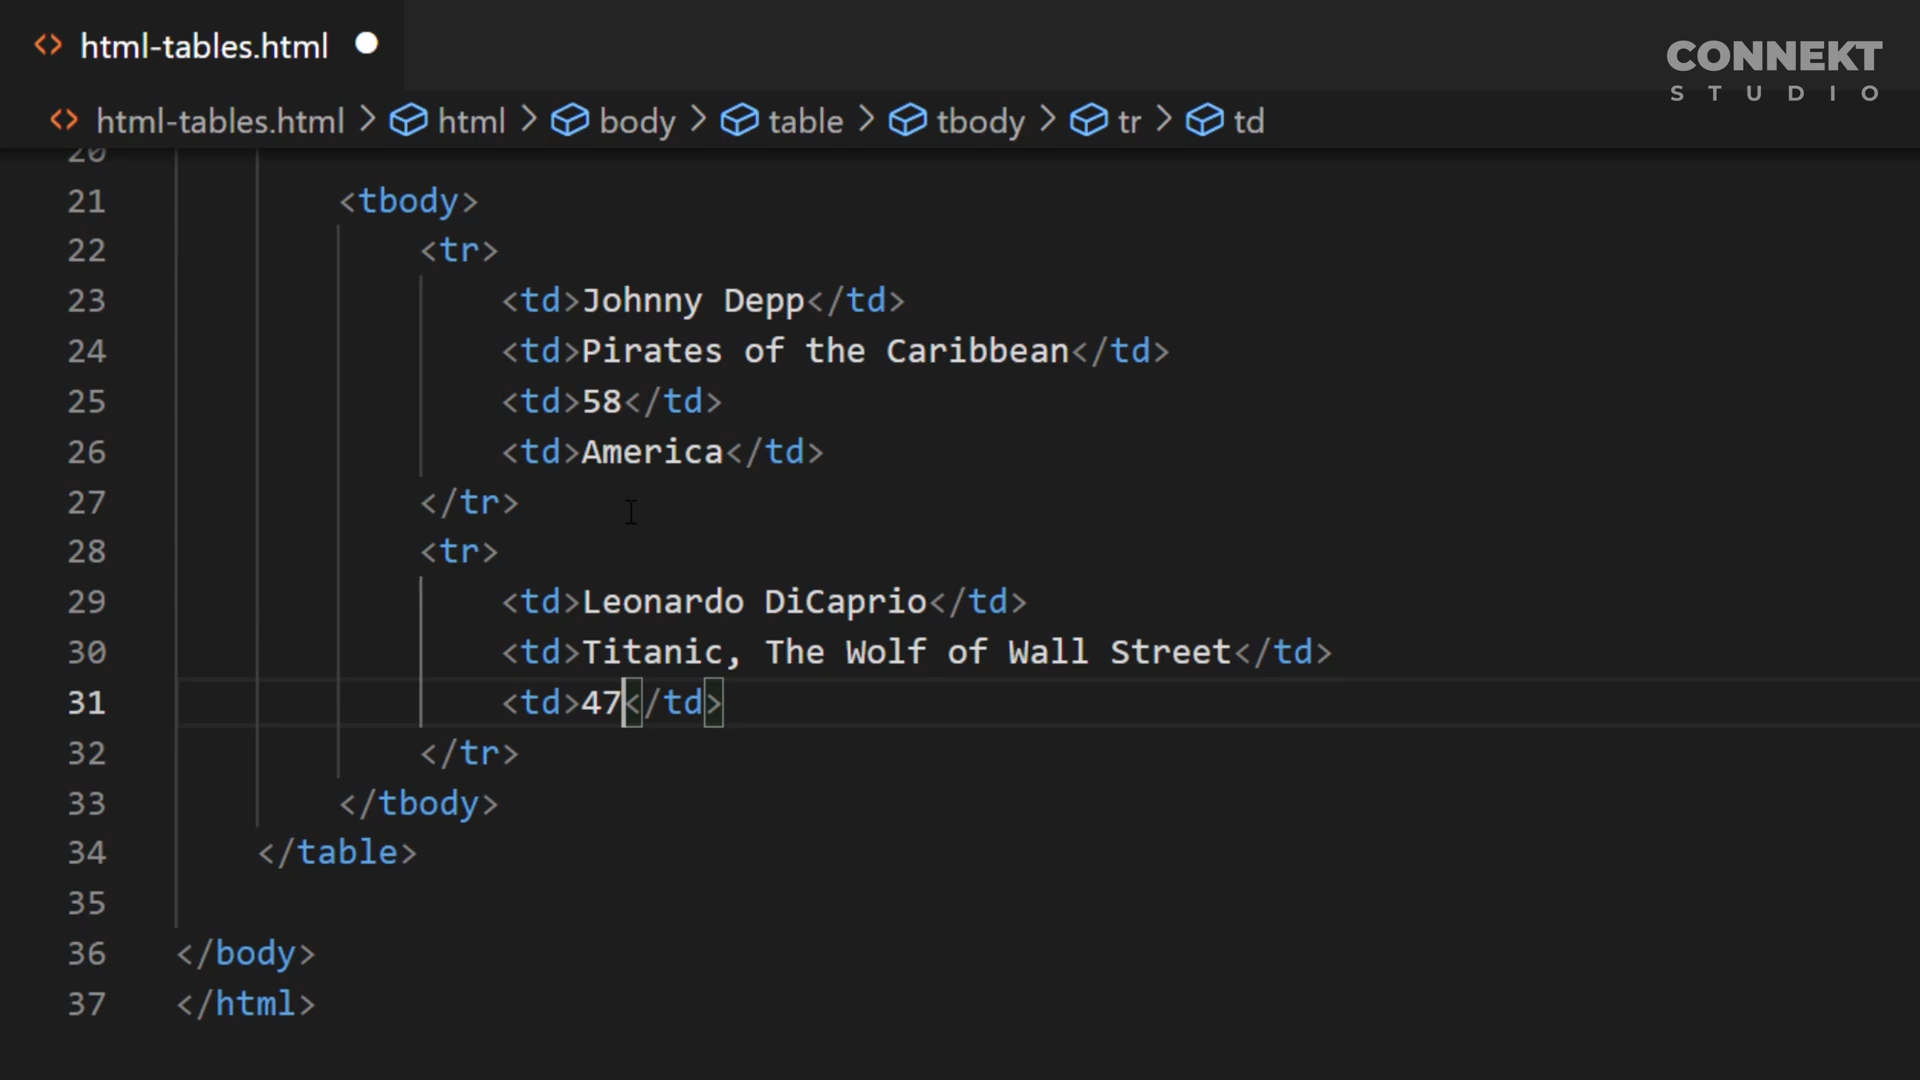 html-tables.html
CONNEKT
STUDIO
html-tables.html > html > body > table > tbody > tr > td
20
21 <tbody>
22 <tr>
23 <td>Johnny Depp</td>
24 <td>Pirates of the Caribbean</td>
25 <td>58</td>
26 <td>America</td>
27 </tr>
28 <tr>
29 <td>Leonardo DiCaprio</td>
30 <td>Titanic, The Wolf of Wall Street</td>
31 <td>47</td>
32 </tr>
33 </tbody>
34 </table>
35
36 </body>
37 </html>